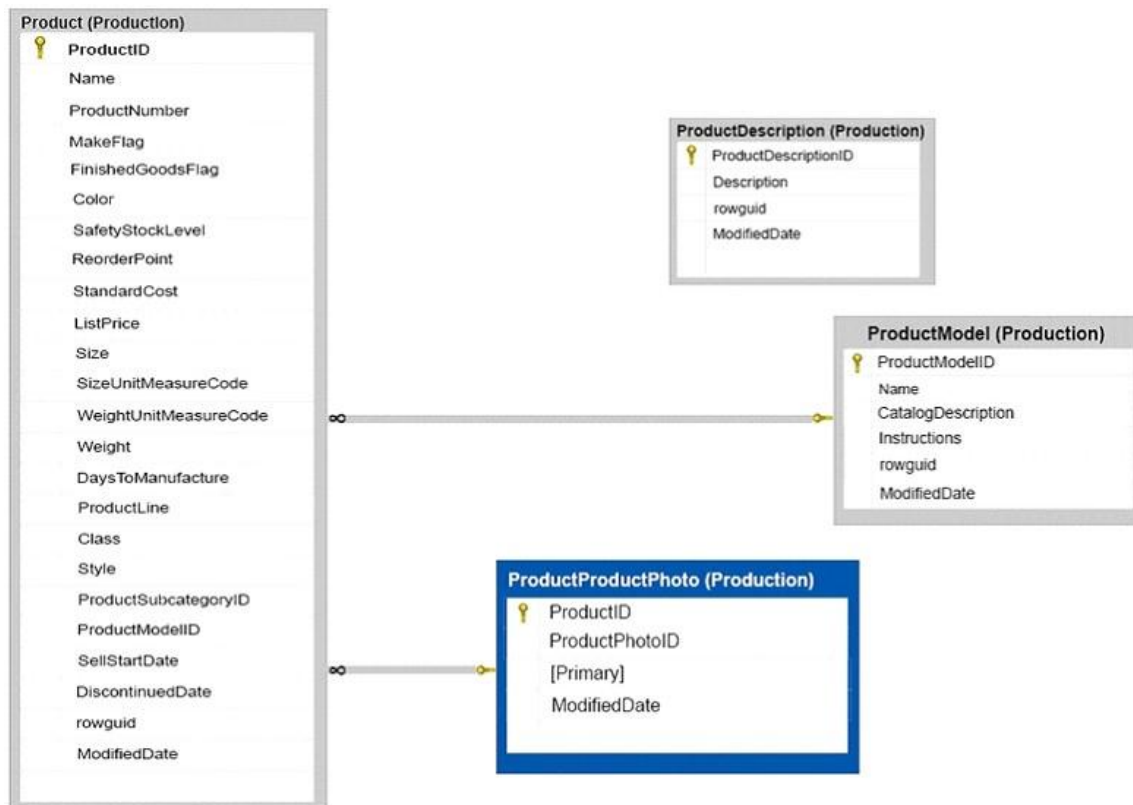 Product (Production)
ProductID
Name
ProductNumber
MakeFlag
FinishedGoodsFlag
Color
SafetyStockLevel
ReorderPoint
StandardCost
ListPrice
Size
SizeUnitMeasureCode
WeightUnitMeasureCode
Weight
DaysToManufacture
ProductLine
Class
Style
ProductSubcategoryID
ProductModelID
SellStartDate
DiscontinuedDate
rowguid
ModifiedDate
ProductDescription (Production)
ProductDescriptionID
Description
rowguid
ModifiedDate
ProductModel (Production)
ProductModelID
Name
CatalogDescription
Instructions
rowguid
ModifiedDate
ProductProductPhoto (Production)
ProductID
ProductPhotoID
[Primary]
ModifiedDate